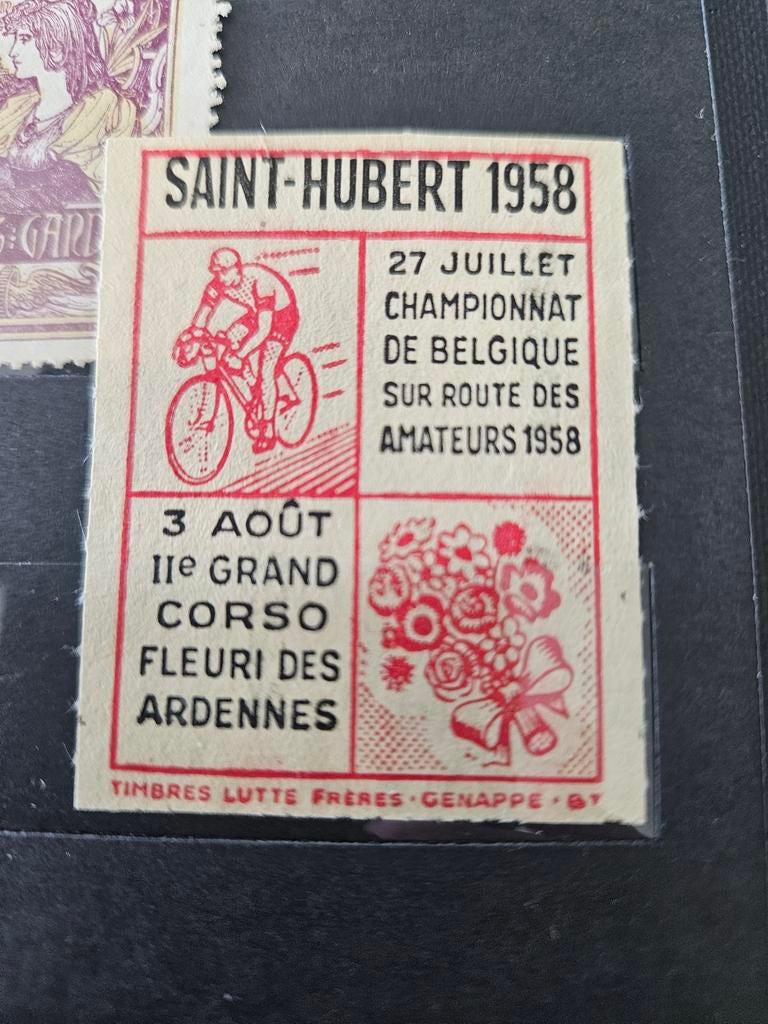 S:GAND
SAINT-HUBERT 1958
27 JUILLET
CHAMPIONNAT
DE BELGIQUE
SUR ROUTE DES
AMATEURS 1958
3 AOÛT
IIe GRAND
CORSO
FLEURI DES
ARDENNES
TIMBRES LUTTE FRÈRES · GENAPPE · BT